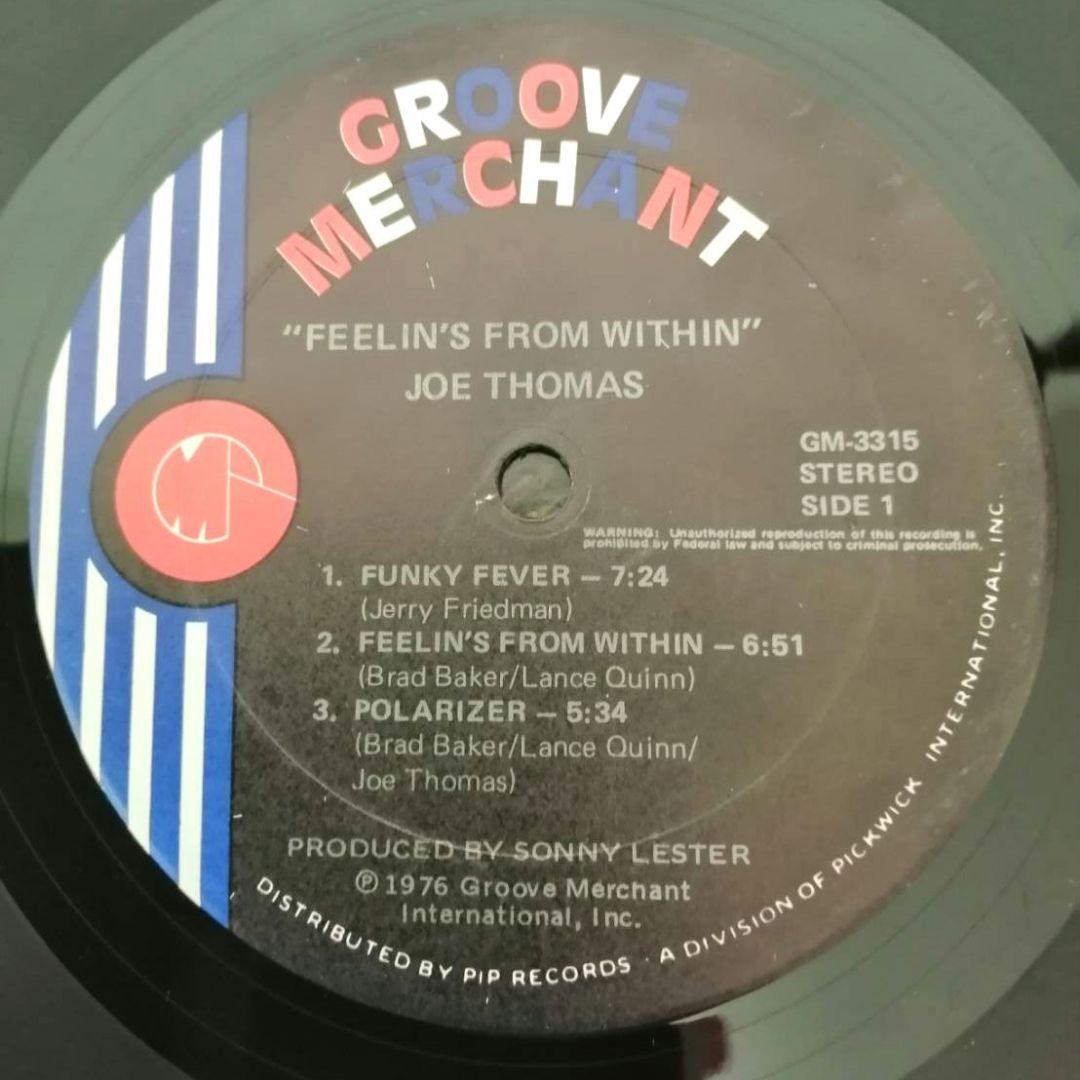 GROOVE
MERCHANT
"FEELIN'S FROM WITHIN"
JOE THOMAS
GM-3315
STEREO
SIDE 1
WARNING: Unauthorized reproduction of this recording is
prohibited by Federal law and subject to criminal prosecution.
1. FUNKY FEVER — 7:24
(Jerry Friedman)
2. FEELIN'S FROM WITHIN — 6:51
(Brad Baker/Lance Quinn)
3. POLARIZER — 5:34
(Brad Baker/Lance Quinn/
Joe Thomas)
PRODUCED BY SONNY LESTER
℗ 1976 Groove Merchant
International, Inc.
DISTRIBUTED BY PIP RECORDS · A DIVISION OF PICKWICK INTERNATIONAL, INC.